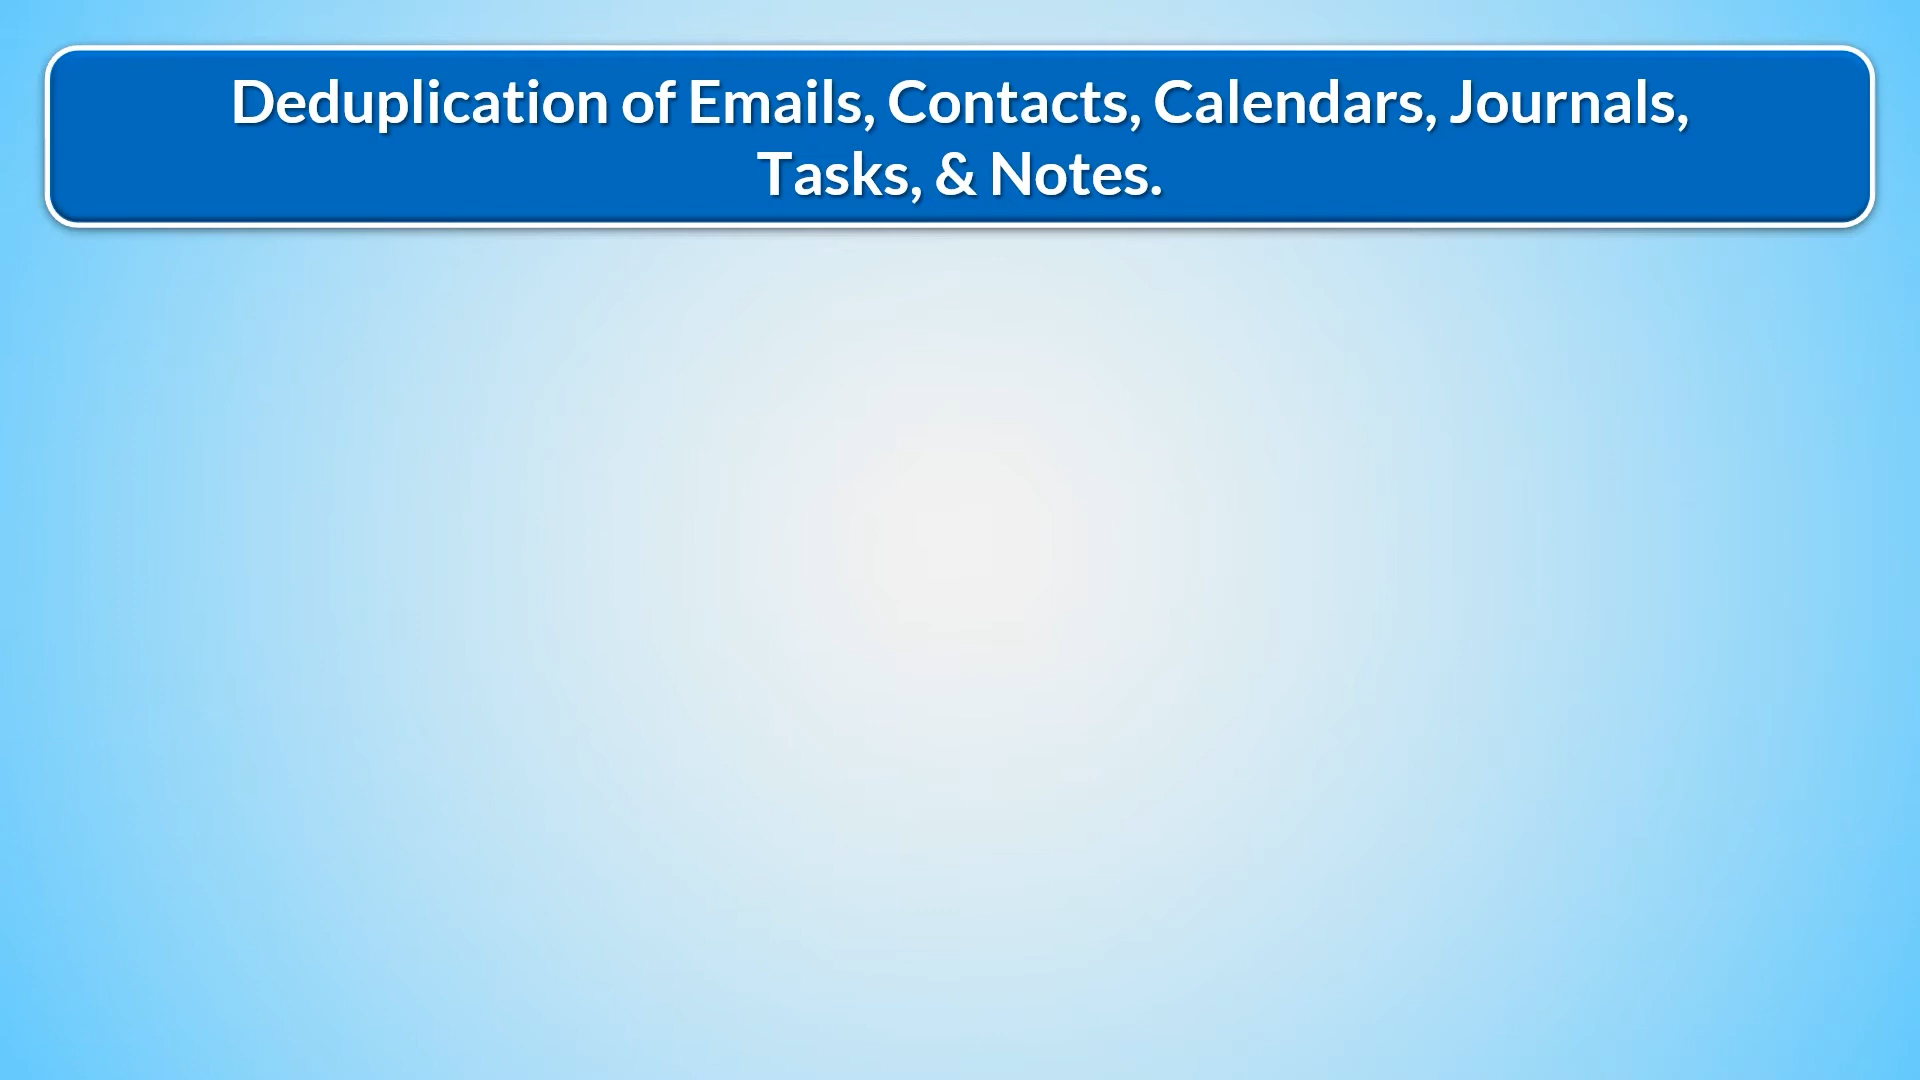 Deduplication of Emails, Contacts, Calendars, Journals,
Tasks, & Notes.